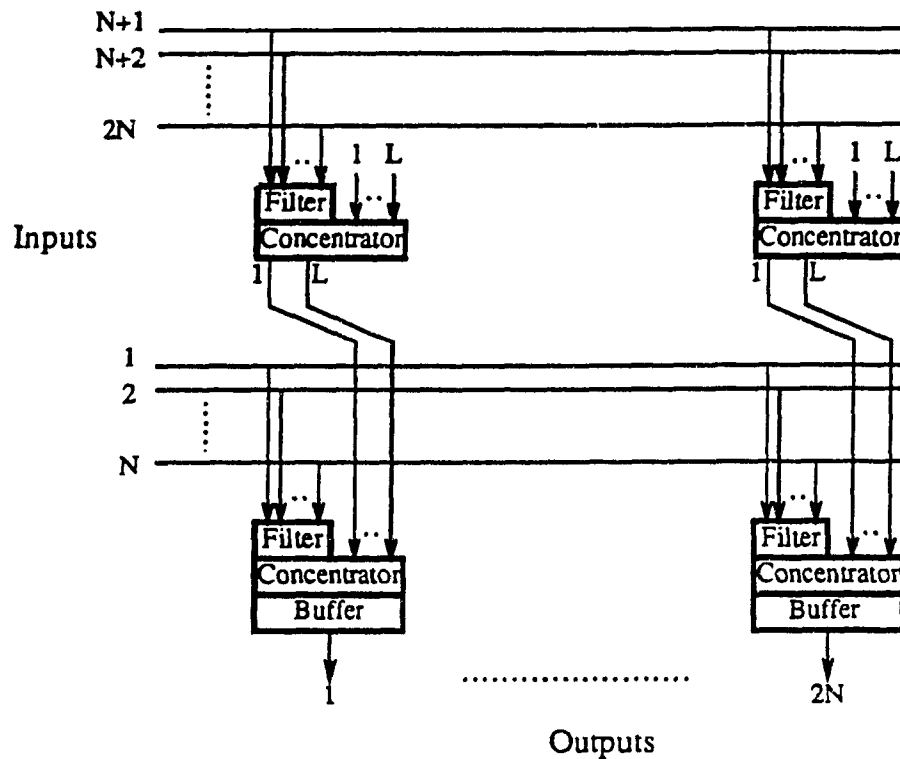 N+1
N+2
2N
1 L 1 L
Filter Filter
Inputs
Concentrator Concentrator
1 L 1 L
1
2
N
Filter Filter
Concentrator Concentrator
Buffer Buffer
1 2N
Outputs